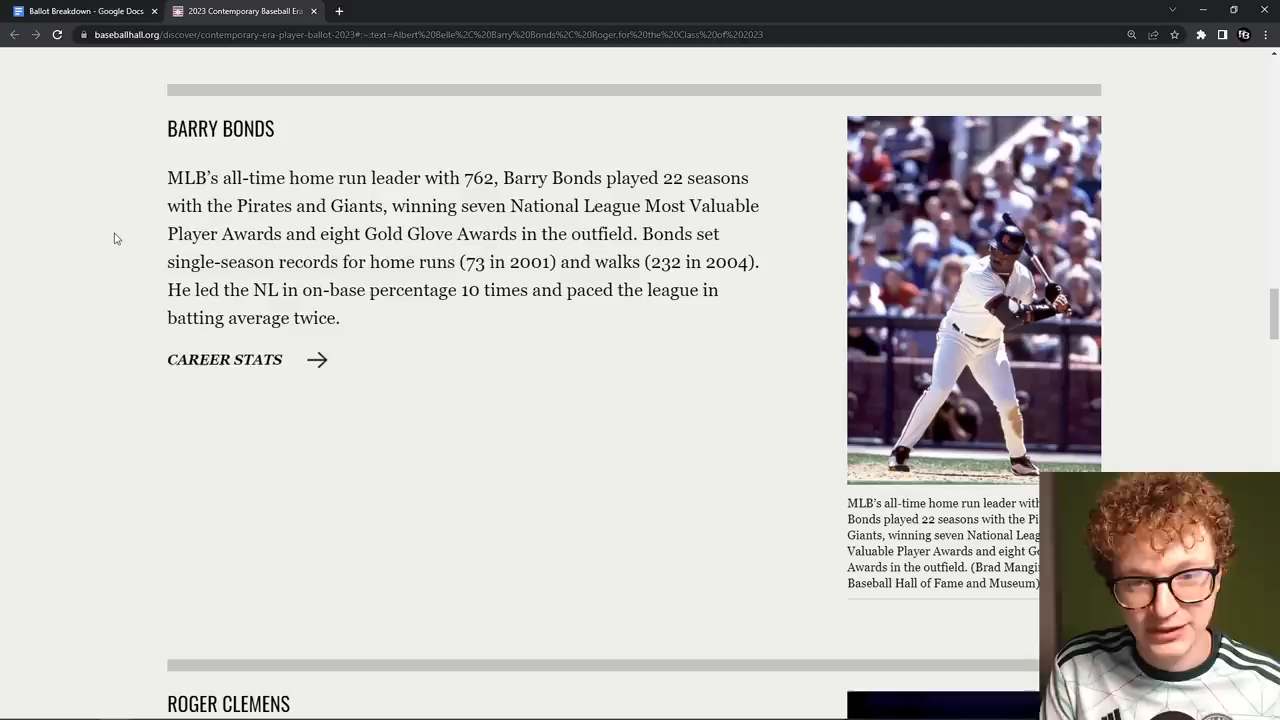 Ballot Breakdown - Google Docs
2023 Contemporary Baseball Era
baseballhall.org/discover/contemporary-era-player-ballot-2023#:~:text=Albert%20Belle%2C%20Barry%20Bonds%2C%20Roger,for%20the%20Class%20of%202023
BARRY BONDS
MLB’s all-time home run leader with 762, Barry Bonds played 22 seasons
with the Pirates and Giants, winning seven National League Most Valuable
Player Awards and eight Gold Glove Awards in the outfield. Bonds set
single-season records for home runs (73 in 2001) and walks (232 in 2004).
He led the NL in on-base percentage 10 times and paced the league in
batting average twice.
CAREER STATS
MLB’s all-time home run leader with
Bonds played 22 seasons with the Pi
Giants, winning seven National Leag
Valuable Player Awards and eight Go
Awards in the outfield. (Brad Mangi
Baseball Hall of Fame and Museum)
ROGER CLEMENS